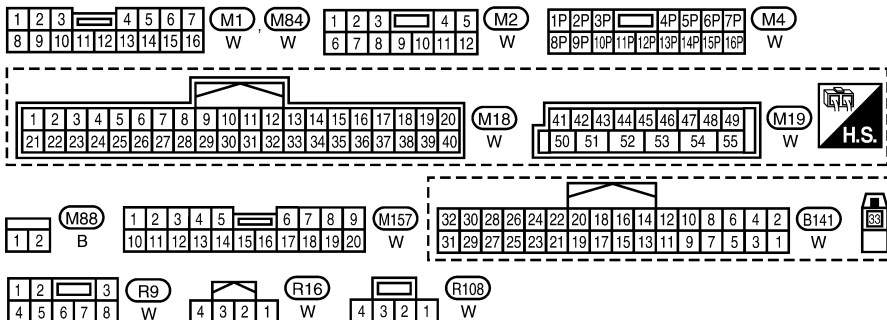 1 2 3 4 5 6 7 M1 , M84 1 2 3 4 5 M2 1P 2P 3P 4P 5P 6P 7P M4
8 9 10 11 12 13 14 15 16 W 6 7 8 9 10 11 12 W 8P 9P 10P 11P 12P 13P 14P 15P 16P W
1 2 3 4 5 6 7 8 9 10 11 12 13 14 15 16 17 18 19 20 M18 41 42 43 44 45 46 47 48 49 M19
21 22 23 24 25 26 27 28 29 30 31 32 33 34 35 36 37 38 39 40 W 50 51 52 53 54 55 W H.S.
M88 1 2 3 4 5 6 7 8 9 M157 32 30 28 26 24 22 20 18 16 14 12 10 8 6 4 2 B141 33
1 2 B 10 11 12 13 14 15 16 17 18 19 20 W 31 29 27 25 23 21 19 17 15 13 11 9 7 5 3 1 W
1 2 3 R9 R16 R108
4 5 6 7 8 W 4 3 2 1 W 4 3 2 1 W